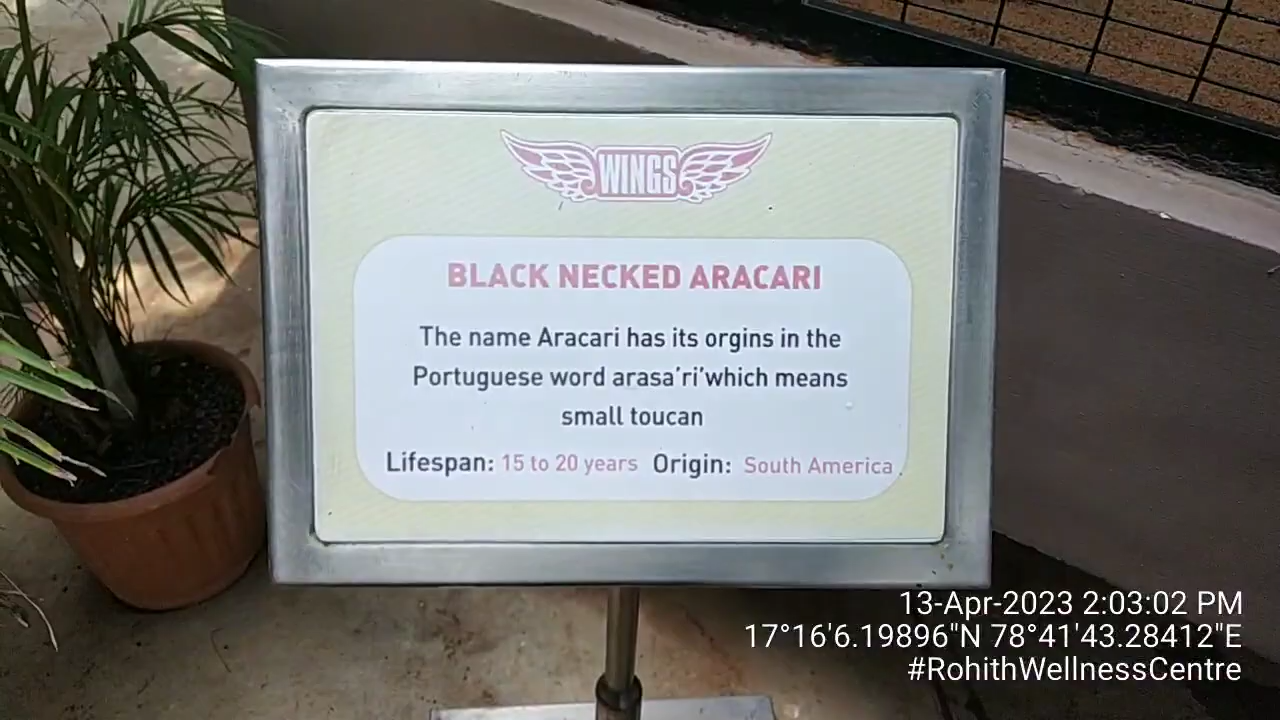 WINGS
BLACK NECKED ARACARI
The name Aracari has its orgins in the
Portuguese word arasa'ri'which means
small toucan
Lifespan: 15 to 20 years Origin: South America.
13-Apr-2023 2:03:02 PM
17°16'6.19896"N 78°41'43.28412"E
#RohithWellnessCentre